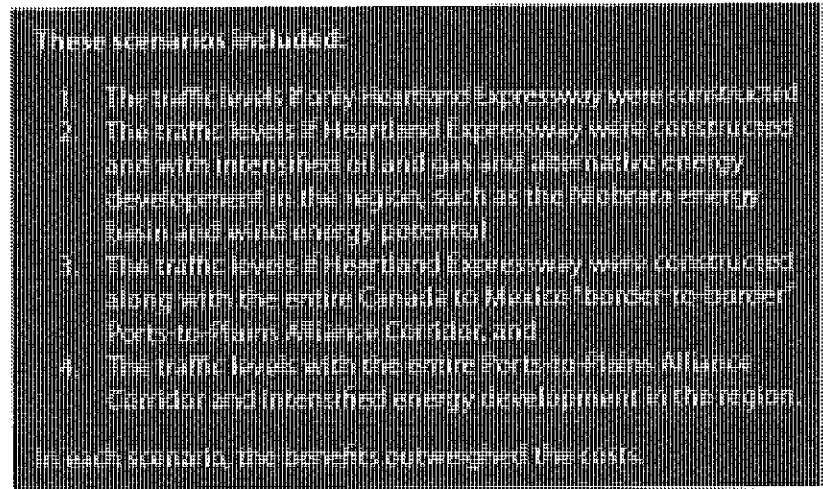 These scenarios included:
1. The traffic levels if only Heartland Expressway were constructed
2. The traffic levels if Heartland Expressway were constructed
and with intensified oil and gas and alternative energy
development in the region, such as the Niobrara energy
basin and wind energy potential
3. The traffic levels if Heartland Expressway were constructed
along with the entire Canada to Mexico "border-to-border"
Ports-to-Plains Alliance Corridor, and
4. The traffic levels with the entire Ports-to-Plains Alliance
Corridor and intensified energy development in the region.
In each scenario, the benefits outweighed the costs.